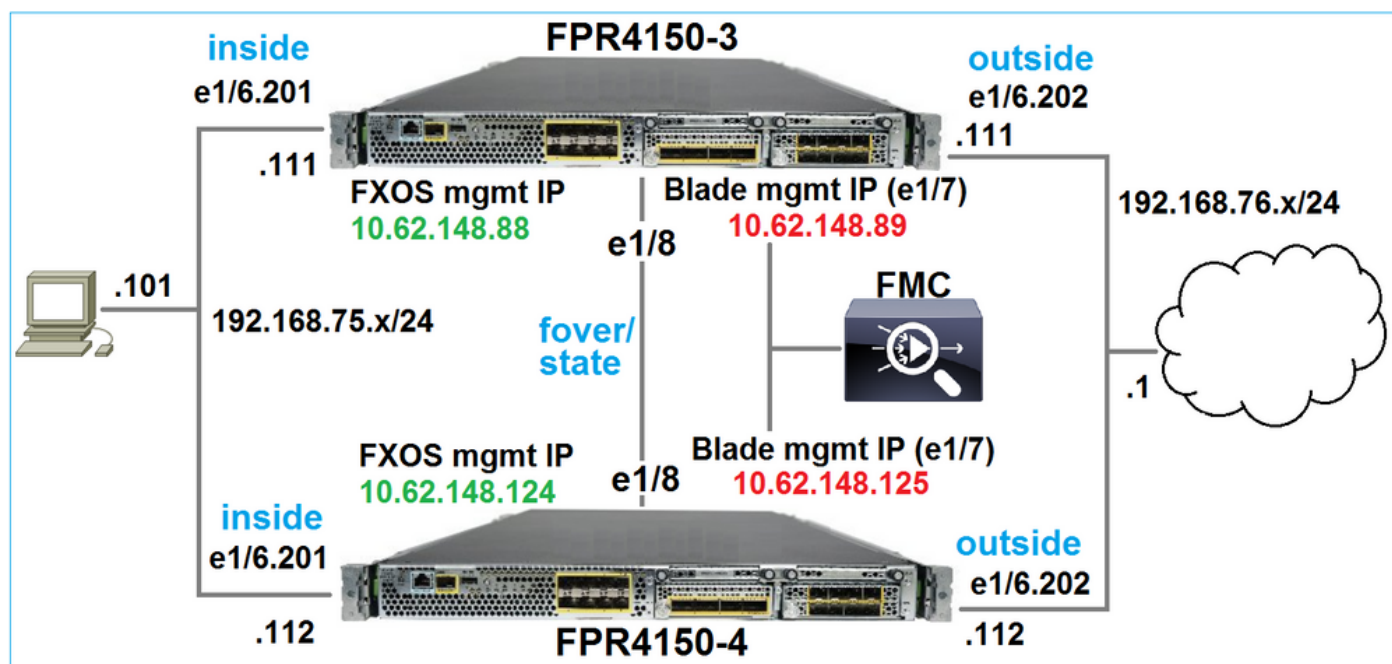 FPR4150-3
inside
e1/6.201
.111
outside
e1/6.202
.111
FXOS mgmt IP
10.62.148.88
e1/8
Blade mgmt IP (e1/7)
10.62.148.89
192.168.76.x/24
.101
192.168.75.x/24
fover/
state
FMC
.1
FXOS mgmt IP
10.62.148.124
e1/8
Blade mgmt IP (e1/7)
10.62.148.125
inside
e1/6.201
.112
outside
e1/6.202
.112
FPR4150-4